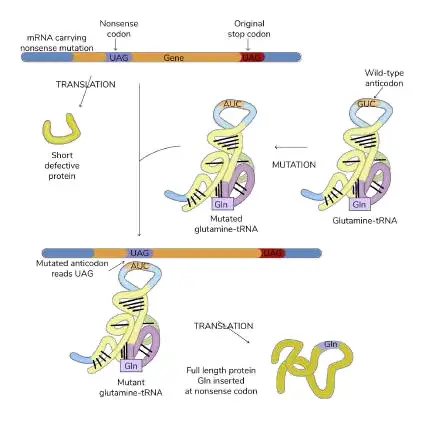 Nonsense
codon
Original
stop codon
mRNA carrying
nonsense mutation
UAG
Gene
UAG
TRANSLATION
Wild-type
anticodon
AUC
GUC
Short
defective
protein
MUTATION
Gln
Gln
Mutated
glutamine-tRNA
Glutamine-tRNA
UAG
UAG
Mutated anticodon
reads UAG
AUC
TRANSLATION
Gln
Gln
Full length protein
Gln inserted
at nonsense codon
Mutant
glutamine-tRNA